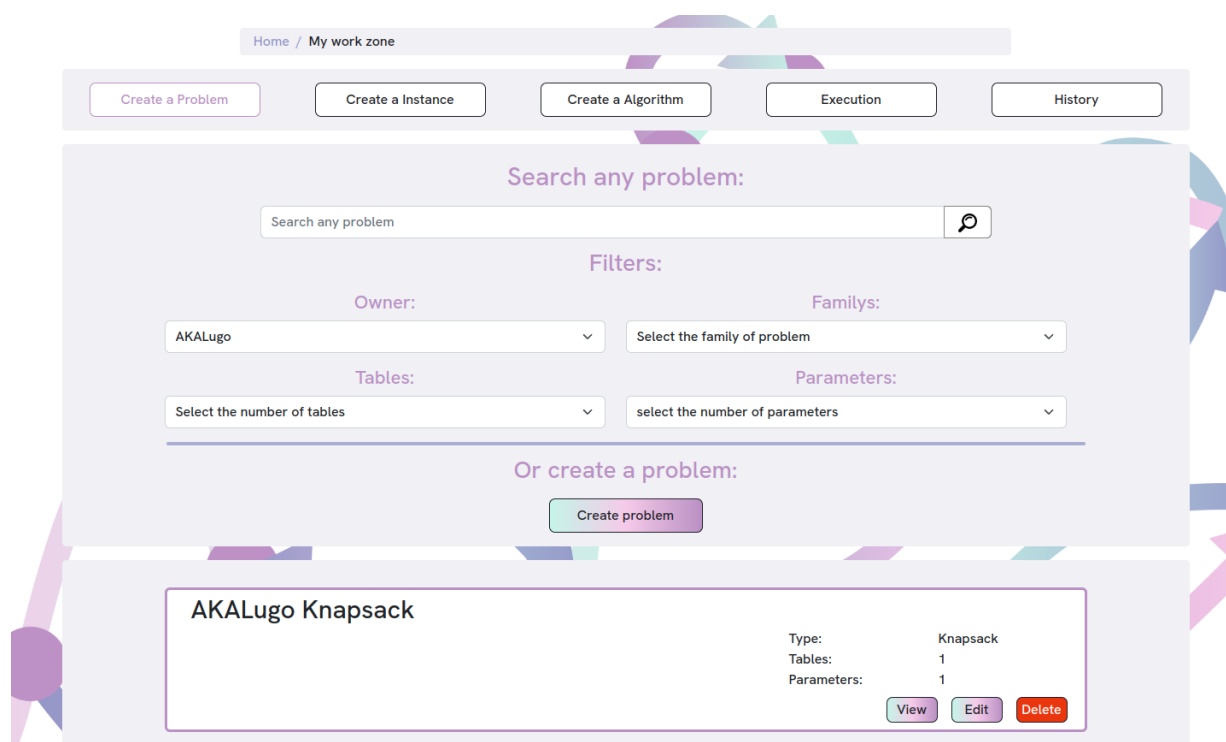 Home / My work zone
Create a Problem Create a Instance Create a Algorithm Execution History
Search any problem:
Search any problem
Filters:
Owner: Familys:
AKALugo Select the family of problem
Tables: Parameters:
Select the number of tables select the number of parameters
Or create a problem:
Create problem
AKALugo Knapsack
Type: Knapsack
Tables: 1
Parameters: 1
View Edit Delete